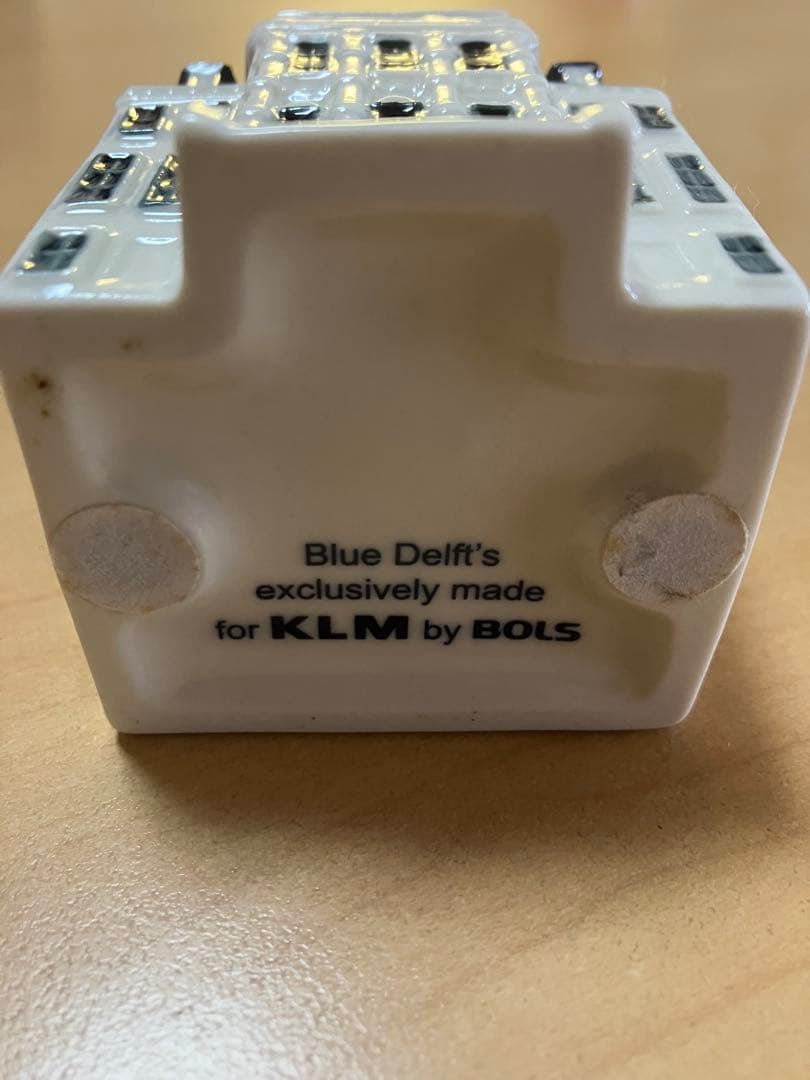 Blue Delft's
exclusively made
for KLM by BOLS